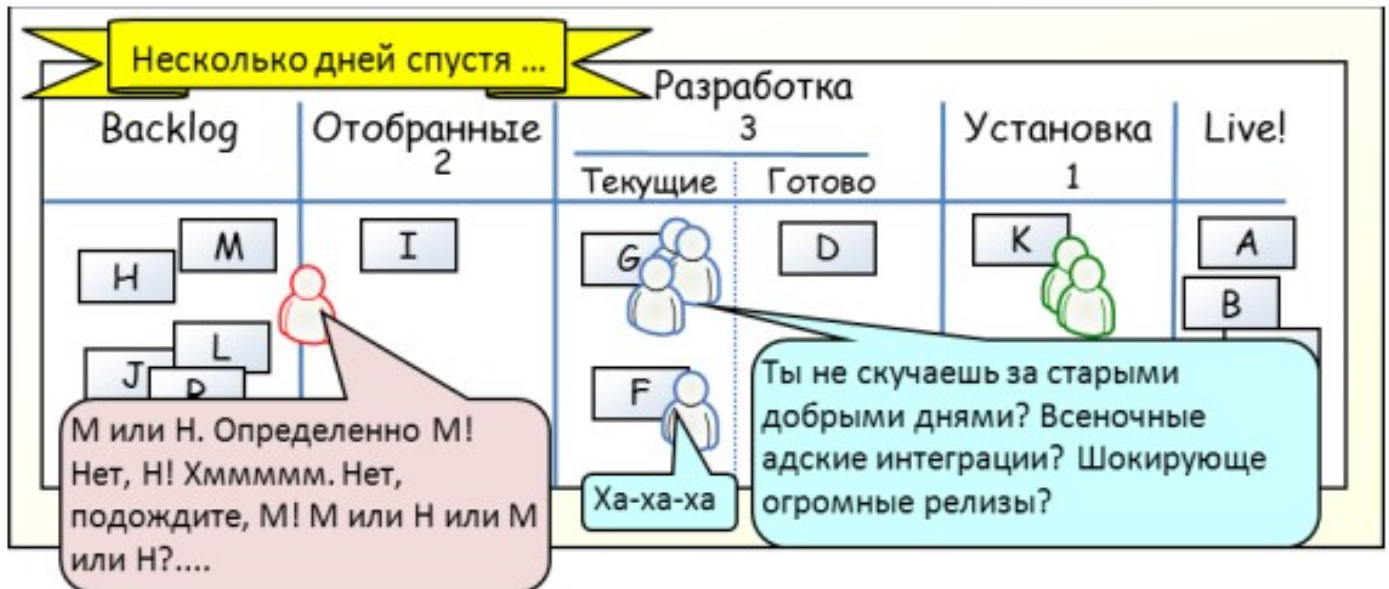 Несколько дней спустя ...
Разработка
3
Backlog
Отобранные
2
Установка
1
Live!
Текущие
Готово
M
H
L
J
I
G
F
D
K
A
B
М или Н. Определенно М!
Нет, Н! Хммммм. Нет,
подождите, М! М или Н или М
или Н?....
Ха-ха-ха
Ты не скучаешь за старыми
добрыми днями? Всеночные
адские интеграции? Шокирующе
огромные релизы?